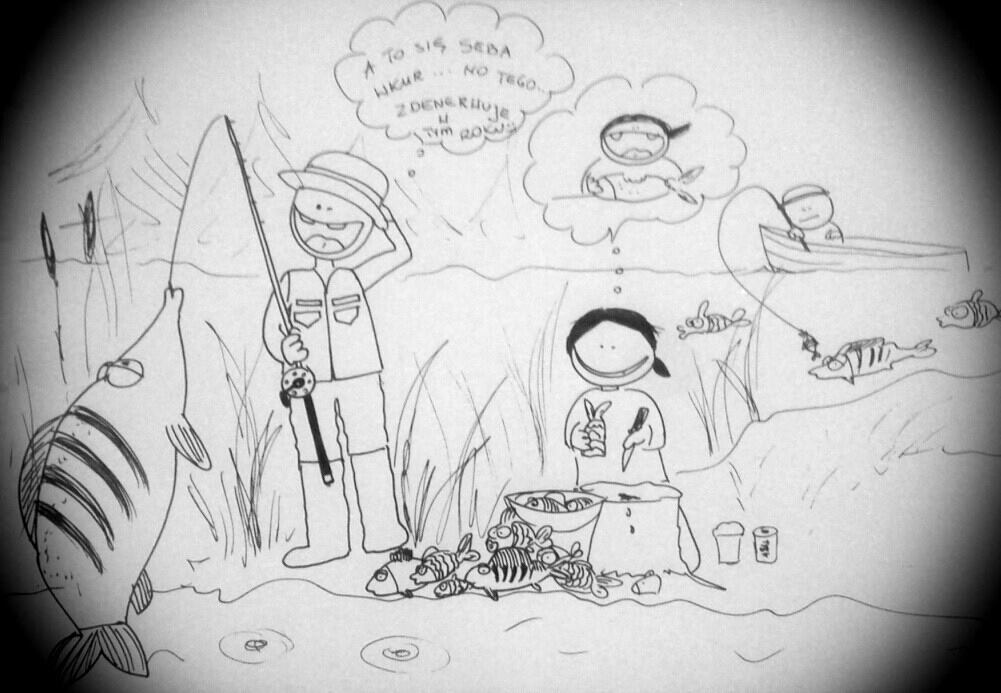 A TO SIĘ SEBA
WKUR ... NO TEGO...
ZDENERWUJE
W
TYM ROKU!!